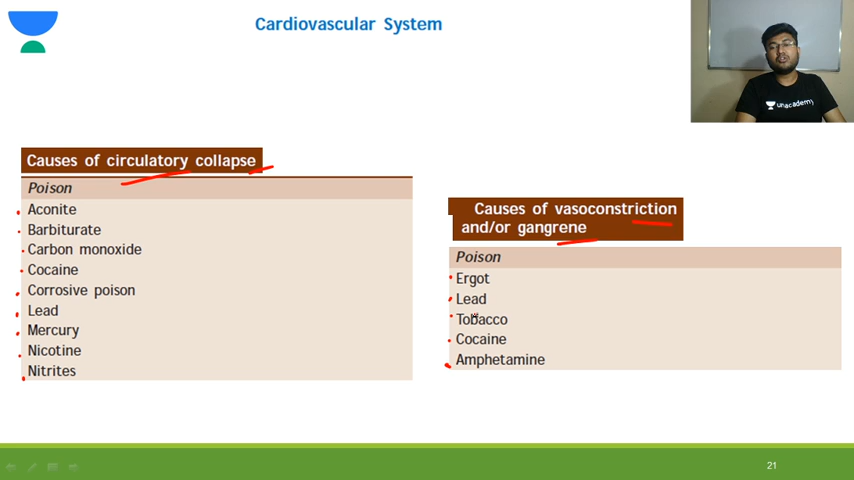 Cardiovascular System
unacademy
Causes of circulatory collapse
Poison
Aconite
Barbiturate
Carbon monoxide
Cocaine
Corrosive poison
Lead
Mercury
Nicotine
Nitrites
Causes of vasoconstriction
and/or gangrene
Poison
Ergot
Lead
Tobacco
Cocaine
Amphetamine
21